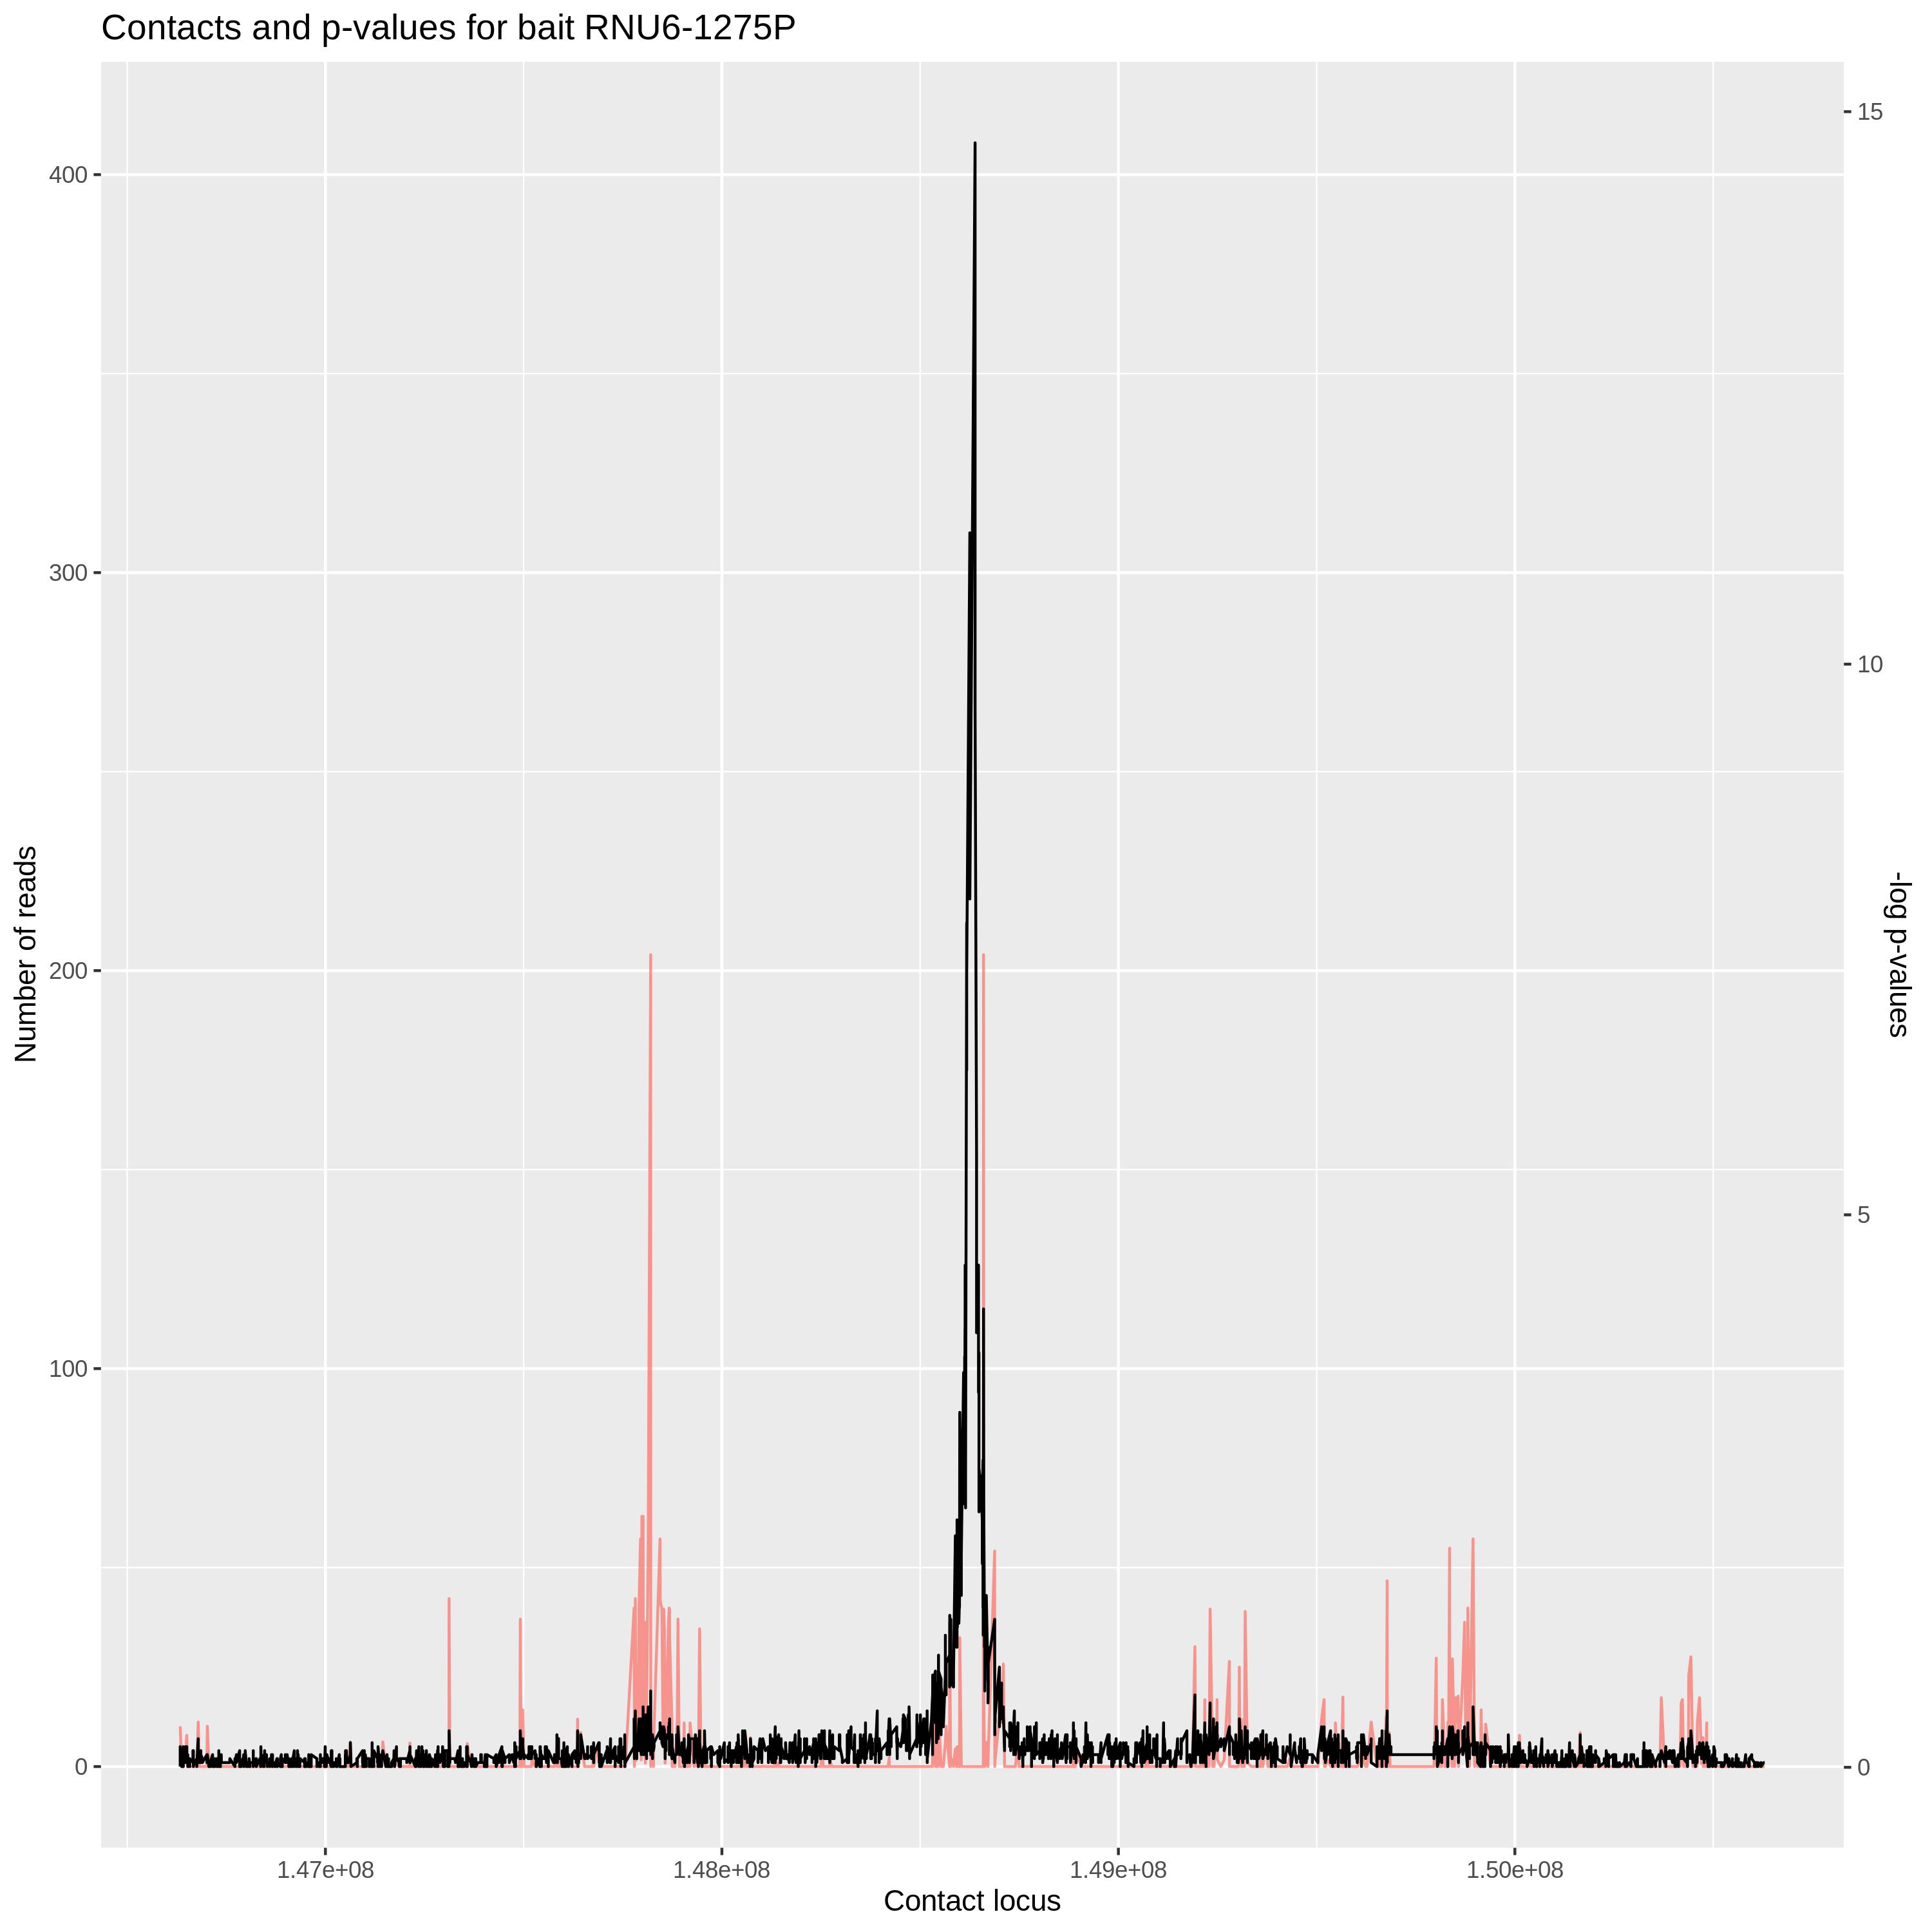 Contacts and p-values for bait RNU6-1275P
400
300
200
100
0
Number of reads
15
10
5
0
-log p-values
1.47e+08
1.48e+08
1.49e+08
1.50e+08
Contact locus